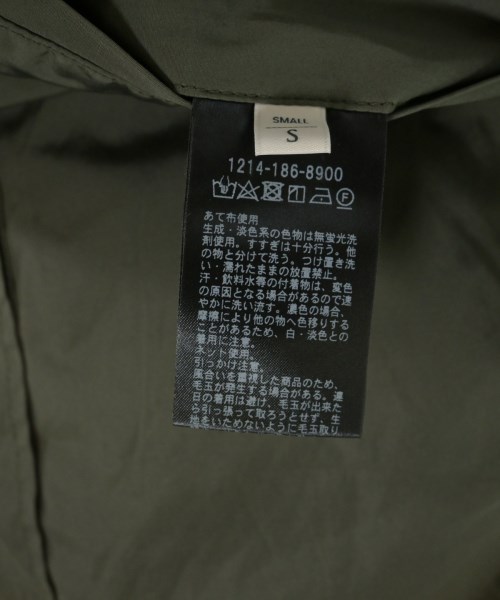 SMALL
S
1214-186-8900
F
あて布使用
生成・淡色系の色物は無蛍光洗
剤使用。すすぎは十分行う。他
の物と分けて洗う。つけ置き洗
い・濡れたままの放置禁止。
汗・飲料水等の付着物は、変色
の原因となる場合があるので速
やかに洗い流す。濃色の場合、
摩擦により他の物へ色移りする
ことがあるため、白・淡色との
着用に注意。
ネット使用。
引っかけ注意。
風合いを重視した商品のため、
毛玉が発生する場合がある。連
日の着用は避け、毛玉が出来た
ら引っ張って取ろうとせず、生
地をいためないように毛玉取り